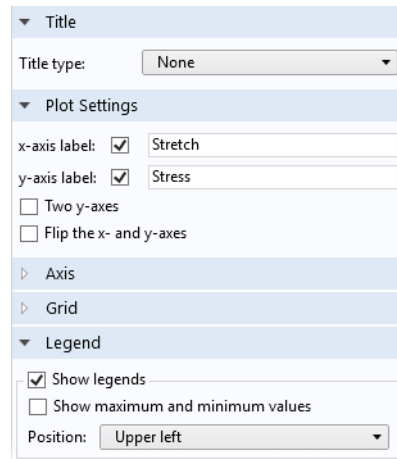 Title
Title type: None
Plot Settings
x-axis label: Stretch
y-axis label: Stress
Two y-axes
Flip the x- and y-axes
Axis
Grid
Legend
Show legends
Show maximum and minimum values
Position: Upper left